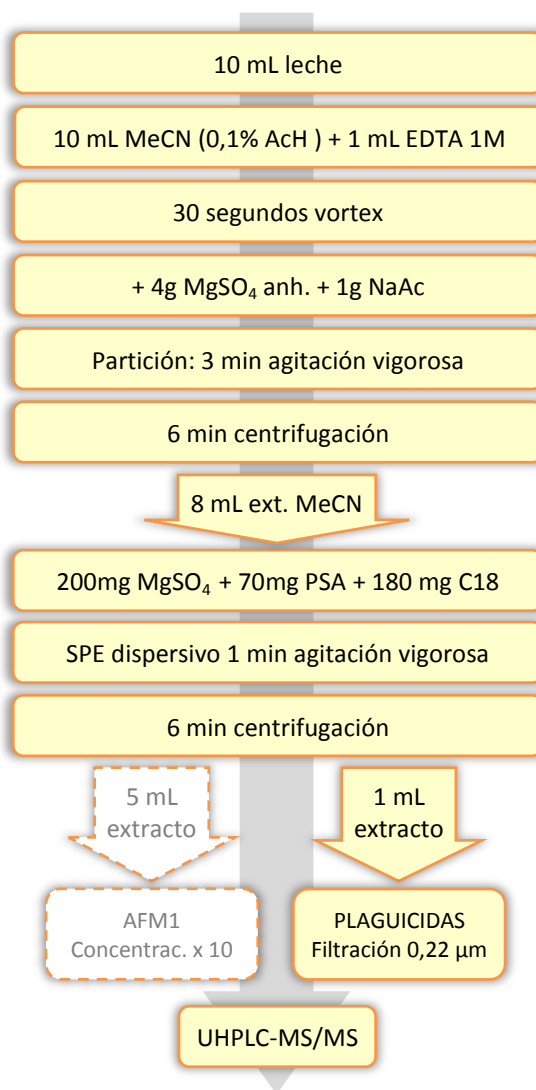 10 mL leche
10 mL MeCN (0,1% AcH ) + 1 mL EDTA 1M
30 segundos vortex
+ 4g MgSO₄ anh. + 1g NaAc
Partición: 3 min agitación vigorosa
6 min centrifugación
8 mL ext. MeCN
200mg MgSO₄ + 70mg PSA + 180 mg C18
SPE dispersivo 1 min agitación vigorosa
6 min centrifugación
5 mL
extracto
1 mL
extracto
AFM1
Concentrac. x 10
PLAGUICIDAS
Filtración 0,22 µm
UHPLC-MS/MS